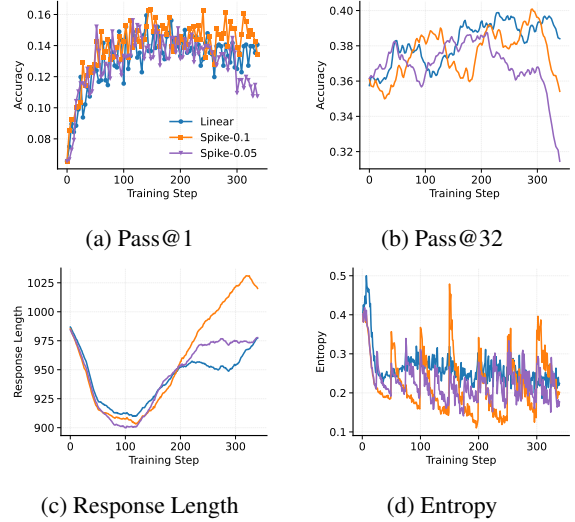 0.16
0.14
0.12
0.10
0.08
Accuracy
Linear
Spike-0.1
Spike-0.05
0 100 200 300
Training Step
(a) Pass@1
0.40
0.38
0.36
0.34
0.32
Accuracy
0 100 200 300
Training Step
(b) Pass@32
1025
1000
975
950
925
900
Response Length
0 100 200 300
Training Step
(c) Response Length
0.5
0.4
0.3
0.2
0.1
Entropy
0 100 200 300
Training Step
(d) Entropy